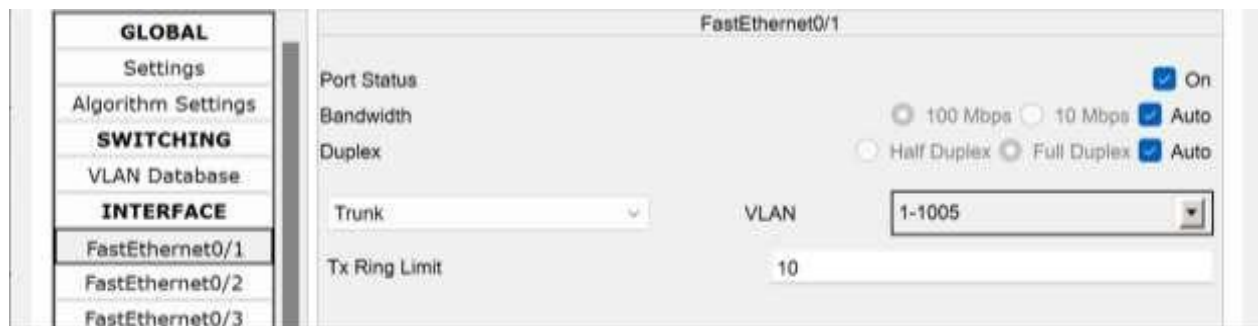 GLOBAL
Settings
Algorithm Settings
SWITCHING
VLAN Database
INTERFACE
FastEthernet0/1
FastEthernet0/2
FastEthernet0/3
FastEthernet0/1
Port Status On
Bandwidth 100 Mbps 10 Mbps Auto
Duplex Half Duplex Full Duplex Auto
Trunk VLAN 1-1005
Tx Ring Limit 10